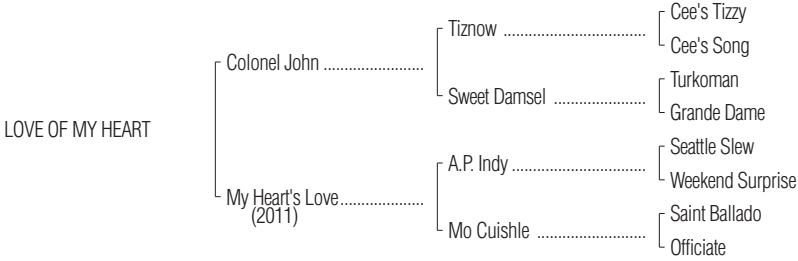 Cee's Tizzy
Tiznow ..............................
Cee's Song
Colonel John .....................
Turkoman
Sweet Damsel ...................
Grande Dame
LOVE OF MY HEART
Seattle Slew
A.P. Indy ............................
Weekend Surprise
My Heart's Love .................
(2011)
Saint Ballado
Mo Cuishle .......................
Officiate